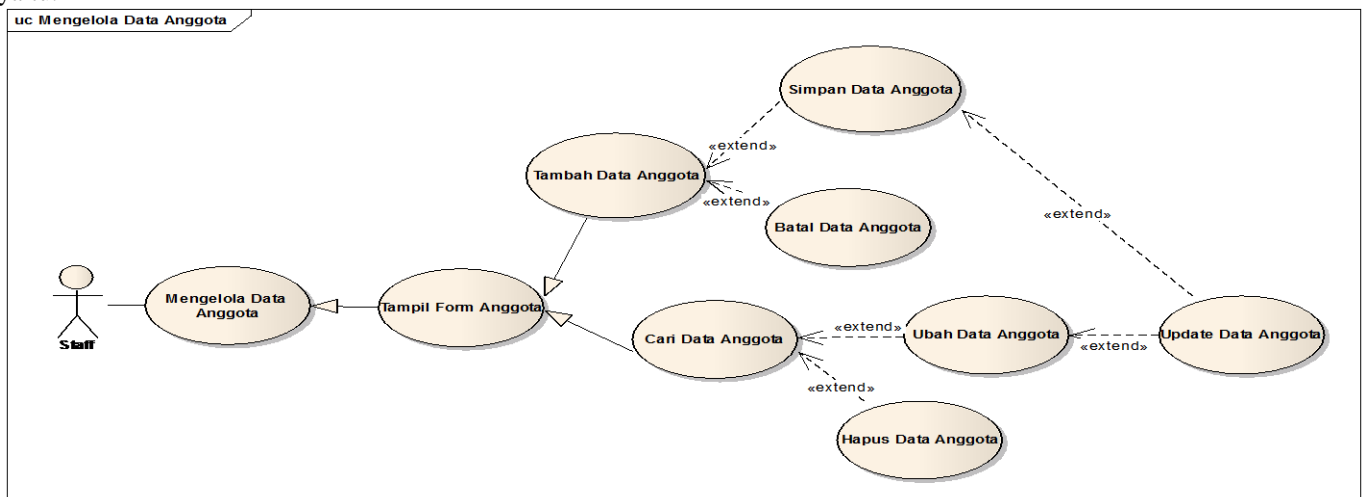 uc Mengelola Data Anggota
Simpan Data Anggota
«extend»
Tambah Data Anggota
«extend»
Batal Data Anggota
«extend»
Mengelola Data
Anggota
Tampil Form Anggota
Staff
Cari Data Anggota
«extend»
Ubah Data Anggota
«extend»
Update Data Anggota
«extend»
Hapus Data Anggota